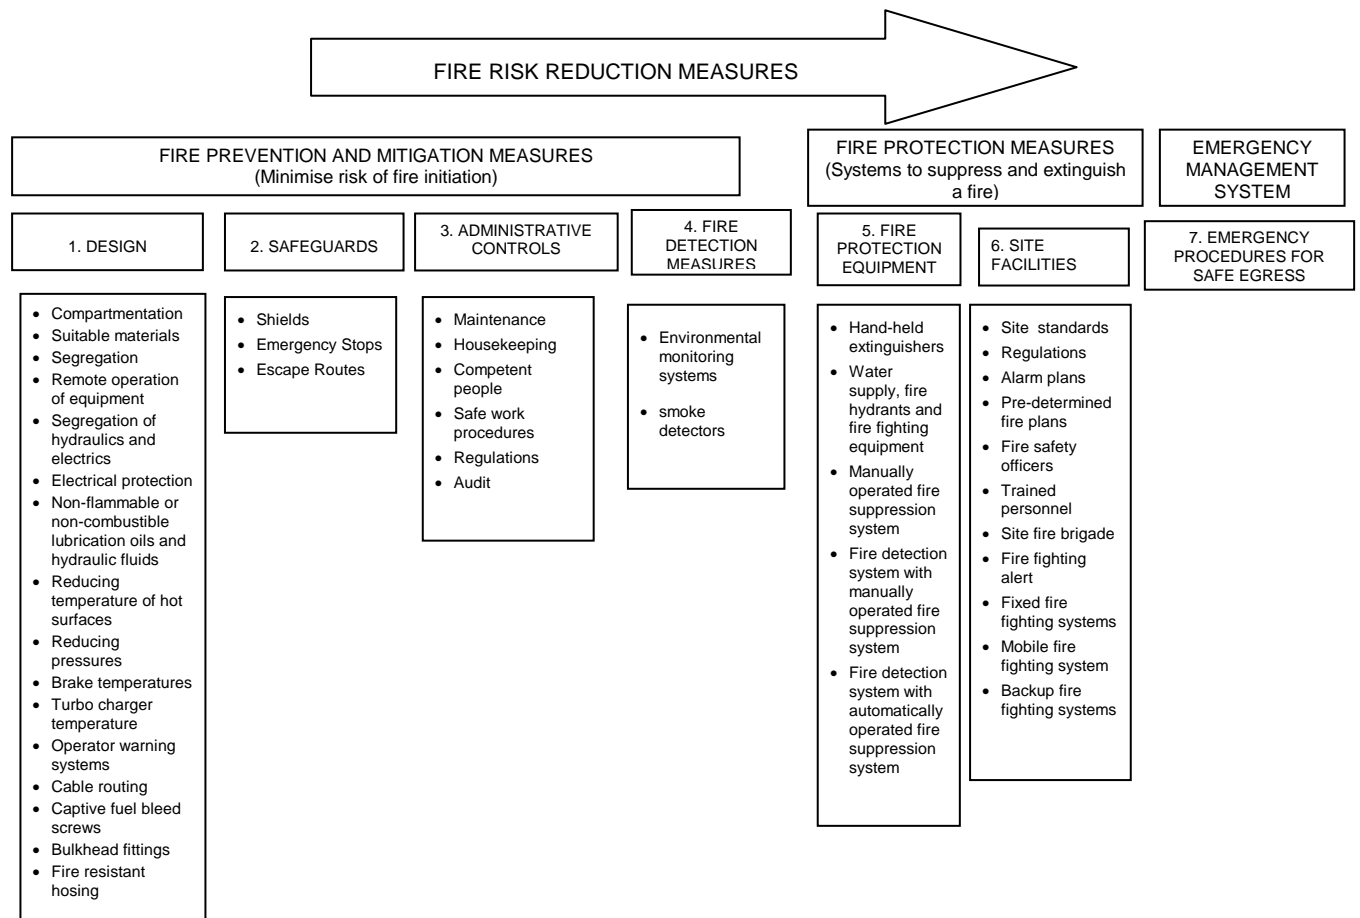 FIRE RISK REDUCTION MEASURES
FIRE PREVENTION AND MITIGATION MEASURES
(Minimise risk of fire initiation)
FIRE PROTECTION MEASURES
(Systems to suppress and extinguish
a fire)
EMERGENCY
MANAGEMENT
SYSTEM
1. DESIGN
2. SAFEGUARDS
3. ADMINISTRATIVE
CONTROLS
4. FIRE
DETECTION
MEASURES
5. FIRE
PROTECTION
EQUIPMENT
6. SITE
FACILITIES
7. EMERGENCY
PROCEDURES FOR
SAFE EGRESS
• Compartmentation
• Suitable materials
• Segregation
• Remote operation
of equipment
• Segregation of
hydraulics and
electrics
• Electrical protection
• Non-flammable or
non-combustible
lubrication oils and
hydraulic fluids
• Reducing
temperature of hot
surfaces
• Reducing
pressures
• Brake temperatures
• Turbo charger
temperature
• Operator warning
systems
• Cable routing
• Captive fuel bleed
screws
• Bulkhead fittings
• Fire resistant
hosing
• Shields
• Emergency Stops
• Escape Routes
• Maintenance
• Housekeeping
• Competent
people
• Safe work
procedures
• Regulations
• Audit
• Environmental
monitoring
systems
• smoke
detectors
• Hand-held
extinguishers
• Water
supply, fire
hydrants and
fire fighting
equipment
• Manually
operated fire
suppression
system
• Fire detection
system with
manually
operated fire
suppression
system
• Fire detection
system with
automatically
operated fire
suppression
system
• Site standards
• Regulations
• Alarm plans
• Pre-determined
fire plans
• Fire safety
officers
• Trained
personnel
• Site fire brigade
• Fire fighting
alert
• Fixed fire
fighting systems
• Mobile fire
fighting system
• Backup fire
fighting systems